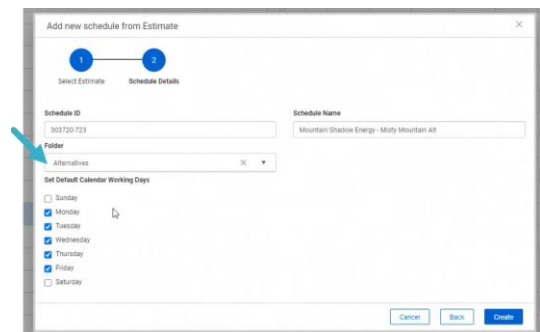 Add new schedule from Estimate
1 2
Select Estimate Schedule Details
Schedule ID Schedule Name
303720-723 Mountain Shadow Energy - Misty Mountain Alt
Folder
Alternatives
Set Default Calendar Working Days
Sunday
Monday
Tuesday
Wednesday
Thursday
Friday
Saturday
Cancel Back Create